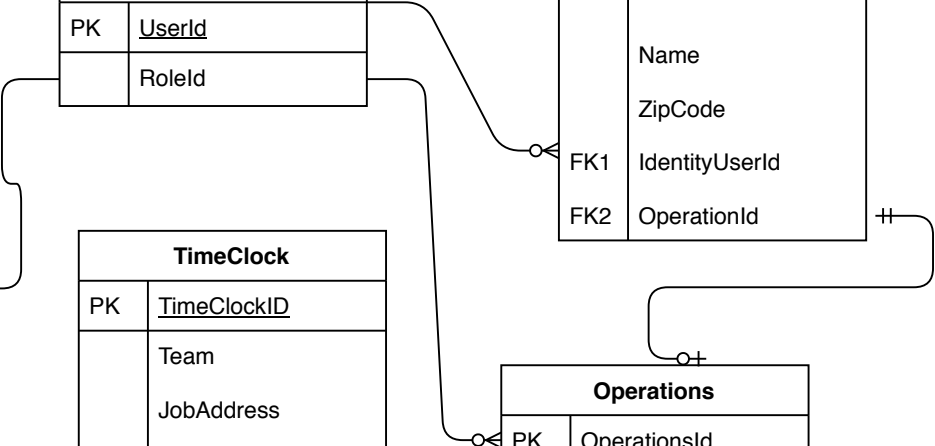 PK UserId
RoleId
Name
ZipCode
FK1 IdentityUserId
FK2 OperationId
TimeClock
PK TimeClockID
Team
JobAddress
Operations
PK OperationsId